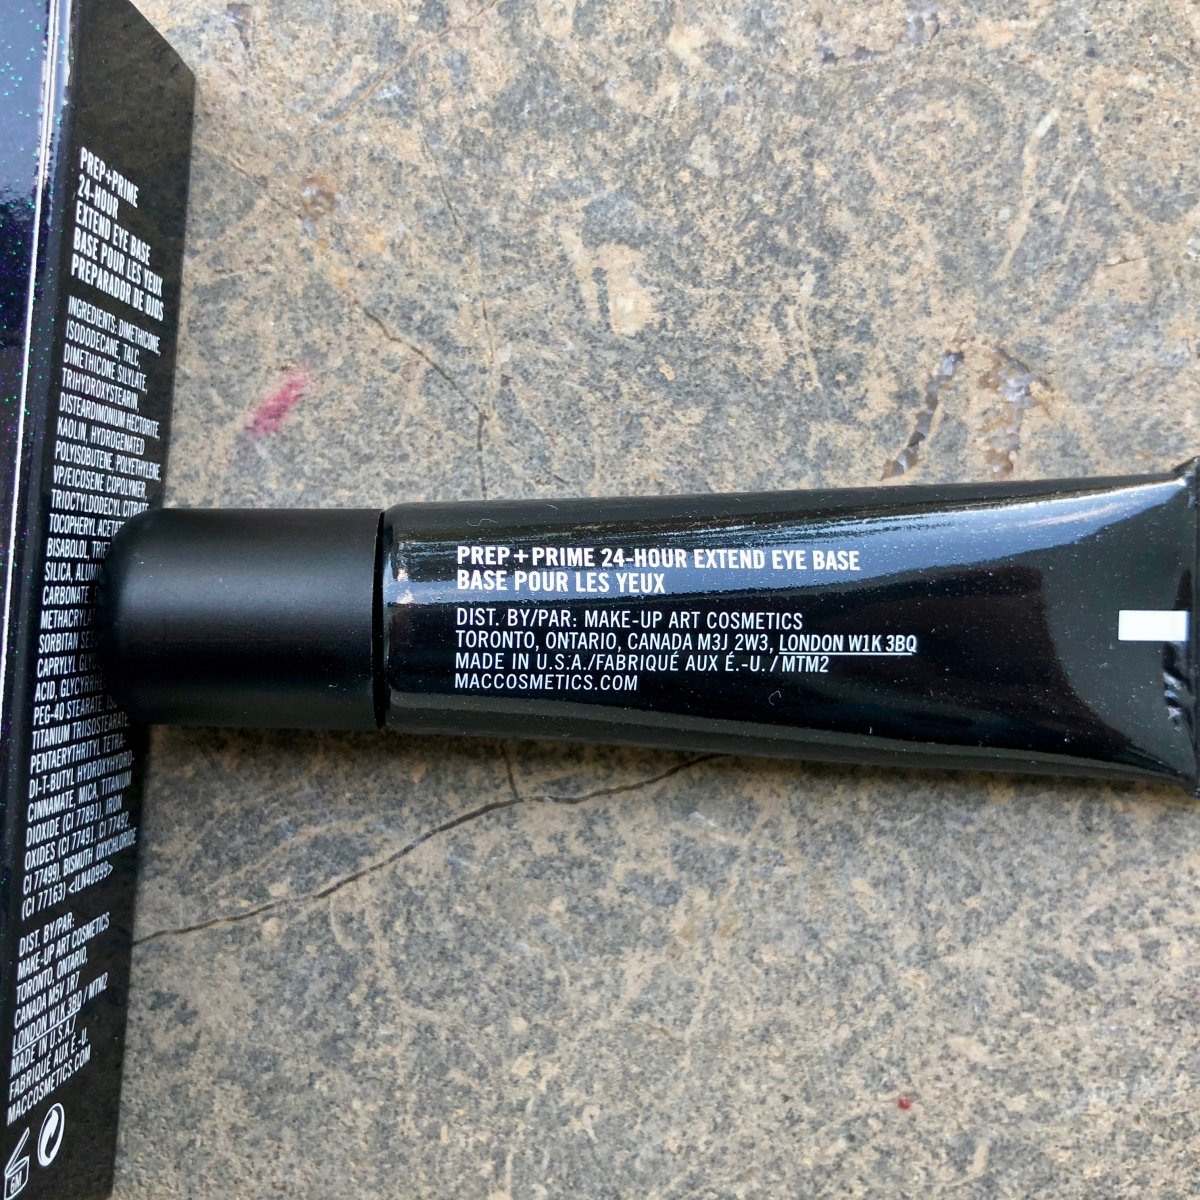 PREP+PRIME
24-HOUR
EXTEND EYE BASE
BASE POUR LES YEUX
PREPARADOR DE OJOS
INGREDIENTS: DIMETHICONE,
ISODODECANE, TALC,
DIMETHICONE SILYLATE,
TRIHYDROXYSTEARIN,
DISTEARDIMONIUM HECTORITE,
KAOLIN, HYDROGENATED
POLYISOBUTENE, POLYETHYLENE,
VP/EICOSENE COPOLYMER,
TRIOCTYLDODECYL CITRATE,
TOCOPHERYL ACETATE
BISABOLOL,
SILICA,
CARBONATE,
METHACRYLA
SORBITAN
CAPRYLYL
ACID,
PEG-40 STEARATE,
TITANIUM TRIISOSTEARATE,
PENTAERYTHRITYL TETRA-
DI-T-BUTYL HYDROXYHYDRO-
CINNAMATE, MICA, TITANIUM
DIOXIDE (CI 77891), IRON
OXIDES (CI 77491, CI 77492,
CI 77499), BISMUTH OXYCHLORIDE
(CI 77163) <ILN40999>
DIST. BY/PAR:
MAKE-UP ART COSMETICS
TORONTO, ONTARIO,
CANADA M5V 1R7
LONDON W1K 3BQ / MTM2
MADE IN U.S.A./
FABRIQUÉ AUX É.-U.
MACCOSMETICS.COM
6M
PREP+PRIME 24-HOUR EXTEND EYE BASE
BASE POUR LES YEUX
DIST. BY/PAR: MAKE-UP ART COSMETICS
TORONTO, ONTARIO, CANADA M3J 2W3, LONDON W1K 3BQ
MADE IN U.S.A./FABRIQUÉ AUX É.-U. / MTM2
MACCOSMETICS.COM